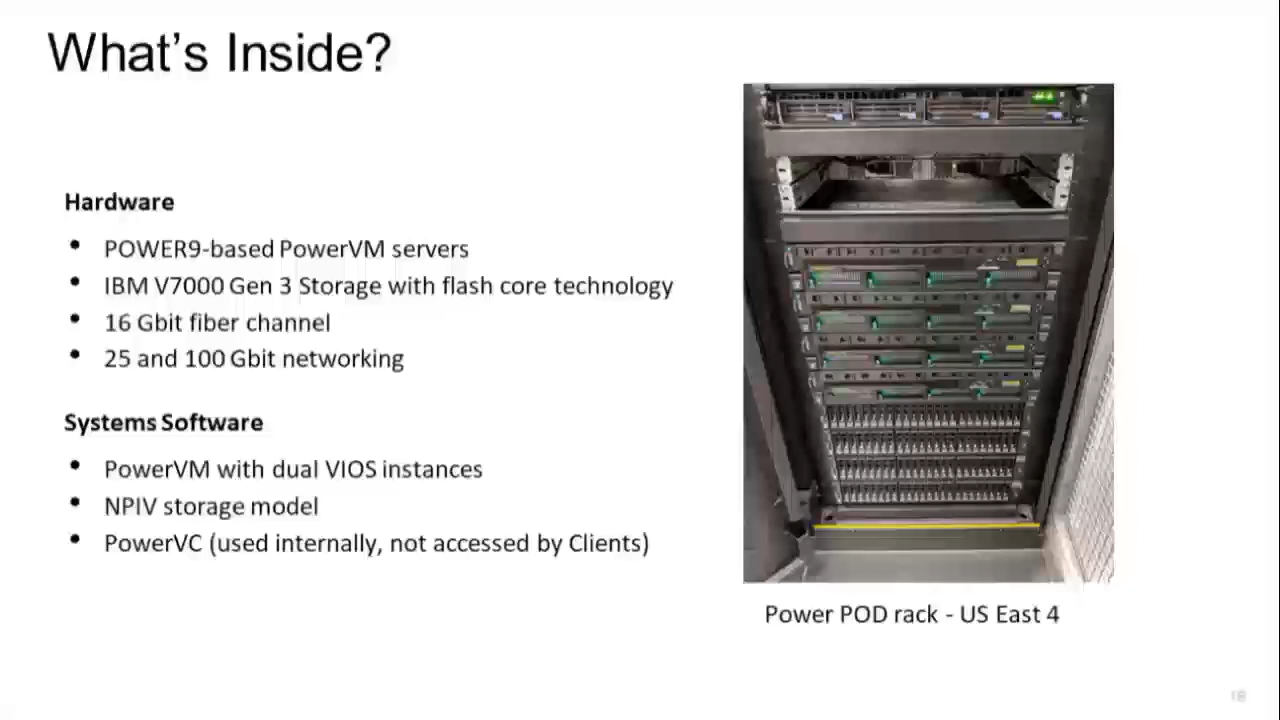 What's Inside?
Hardware
• POWER9-based PowerVM servers
• IBM V7000 Gen 3 Storage with flash core technology
• 16 Gbit fiber channel
• 25 and 100 Gbit networking
Systems Software
• PowerVM with dual VIOS instances
• NPIV storage model
• PowerVC (used internally, not accessed by Clients)
Power POD rack - US East 4